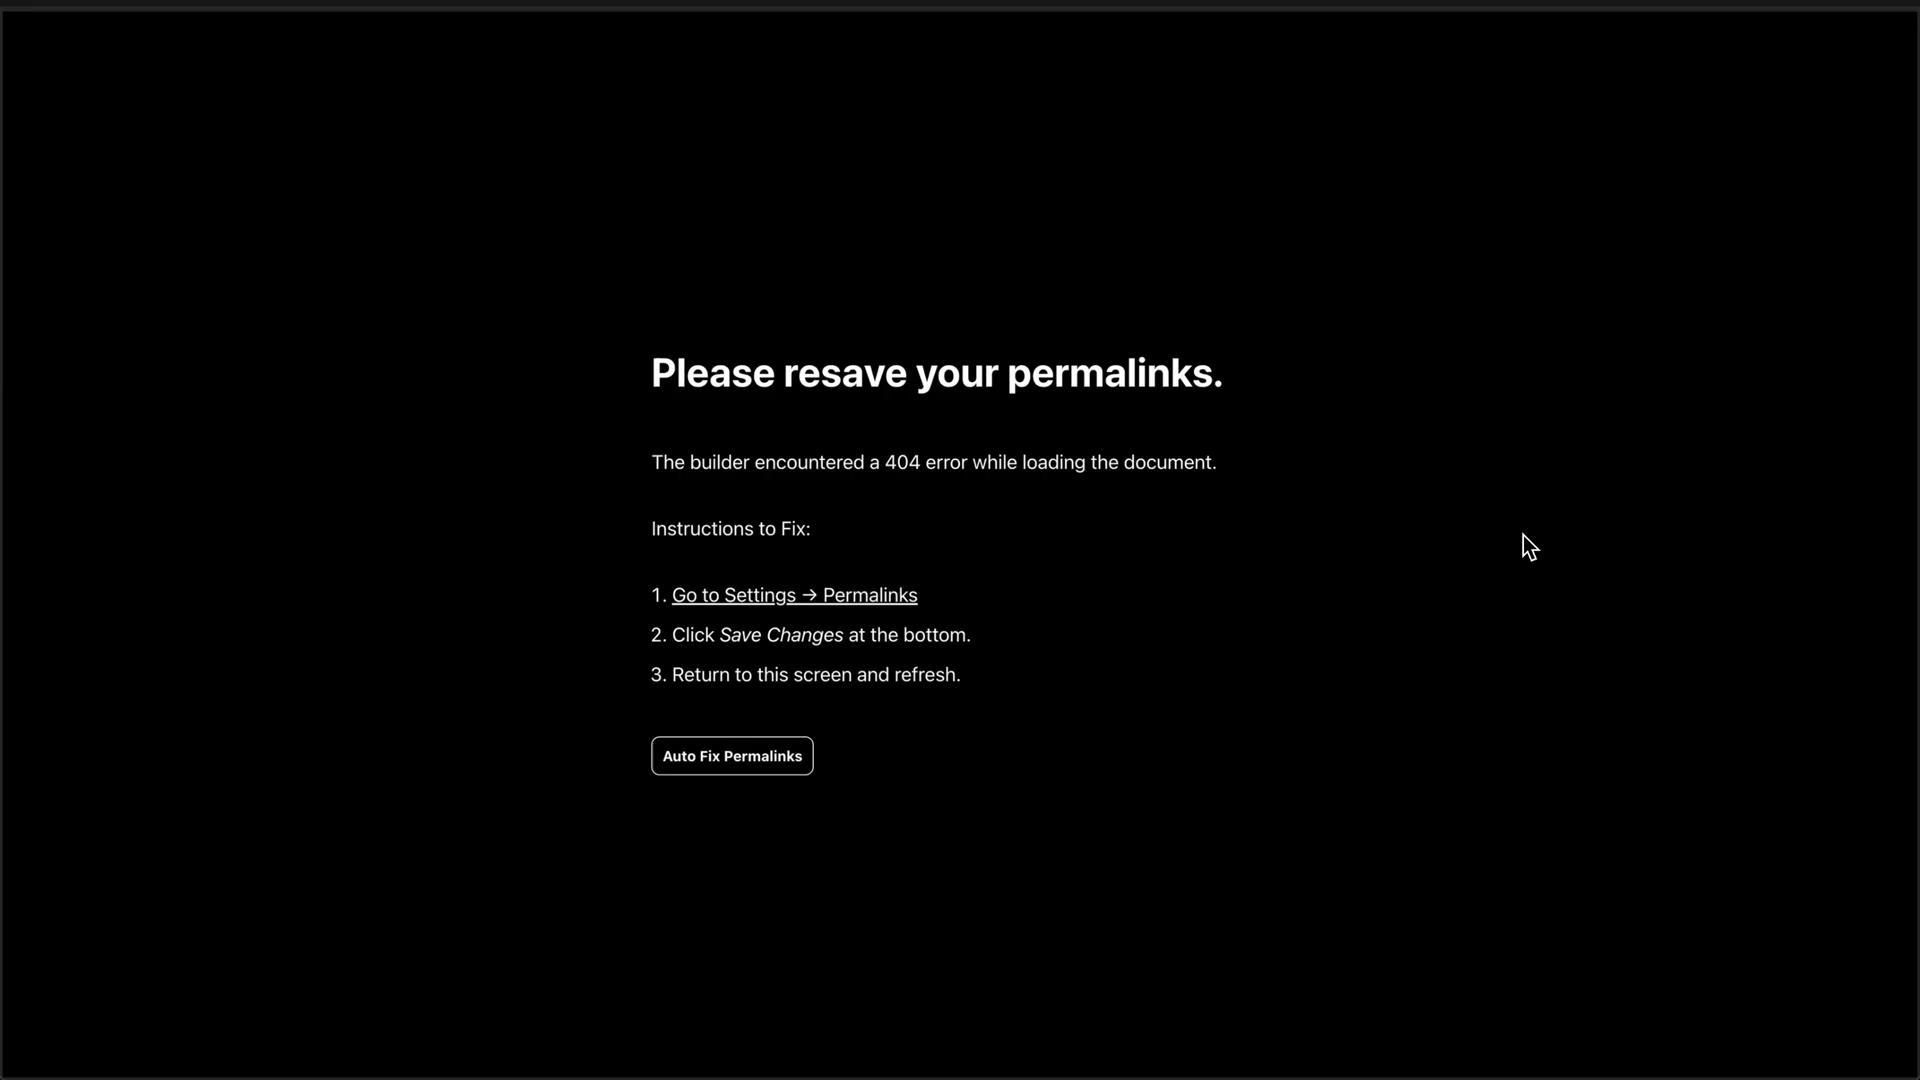 Please resave your permalinks.
The builder encountered a 404 error while loading the document.
Instructions to Fix:
1. Go to Settings → Permalinks
2. Click Save Changes at the bottom.
3. Return to this screen and refresh.
Auto Fix Permalinks